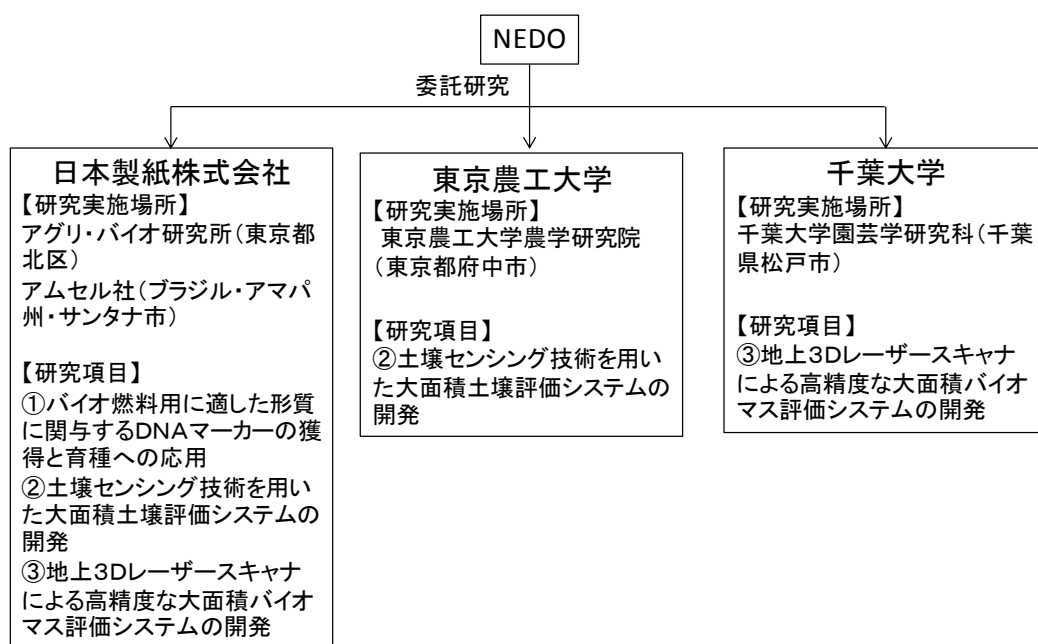 NEDO
委託研究
日本製紙株式会社
【研究実施場所】
アグリ・バイオ研究所(東京都
北区)
アムセル社(ブラジル・アマパ
州・サンタナ市)
【研究項目】
①バイオ燃料用に適した形質
に関与するDNAマーカーの獲
得と育種への応用
②土壌センシング技術を用い
た大面積土壌評価システムの
開発
③地上3Dレーザースキャナ
による高精度な大面積バイオ
マス評価システムの開発
東京農工大学
【研究実施場所】
東京農工大学農学研究院
(東京都府中市)
【研究項目】
②土壌センシング技術を用い
た大面積土壌評価システムの
開発
千葉大学
【研究実施場所】
千葉大学園芸学研究科(千葉
県松戸市)
【研究項目】
③地上3Dレーザースキャナ
による高精度な大面積バイオ
マス評価システムの開発